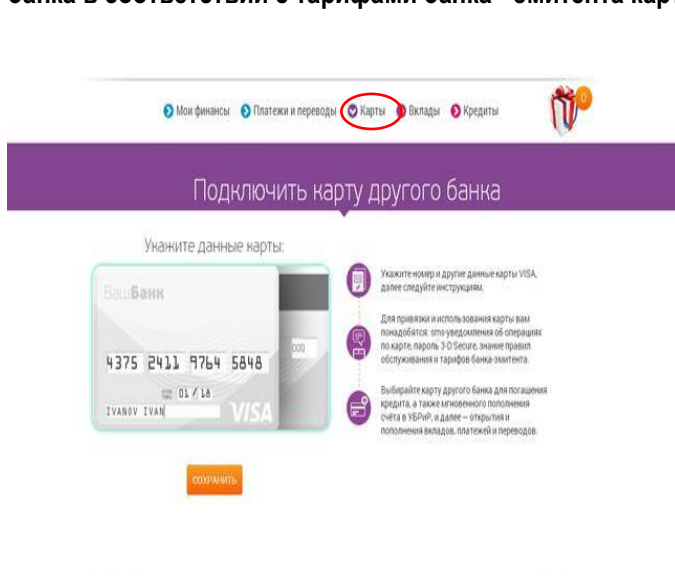 банка в соответствии с тарифами банка - эмитента карт
0
Мои финансы Платежи и переводы Карты Вклады Кредиты
Подключить карту другого банка
Укажите данные карты:
ВашБанк
000
4375 2411 9764 5848
01 / 18
IVANOV IVAN
VISA
СОХРАНИТЬ
Укажите номер и другие данные карты VISA,
далее следуйте инструкциям.
Для привязки и использования карты вам
понадобятся: sms-уведомления об операциях
по карте, пароль 3-D Secure, знание правил
обслуживания и тарифов банка-эмитента.
Выбирайте карту другого банка для погашения
кредита, а также мгновенного пополнения
счёта в УБРиР, и далее — открытия и
пополнения вкладов, платежей и переводов.